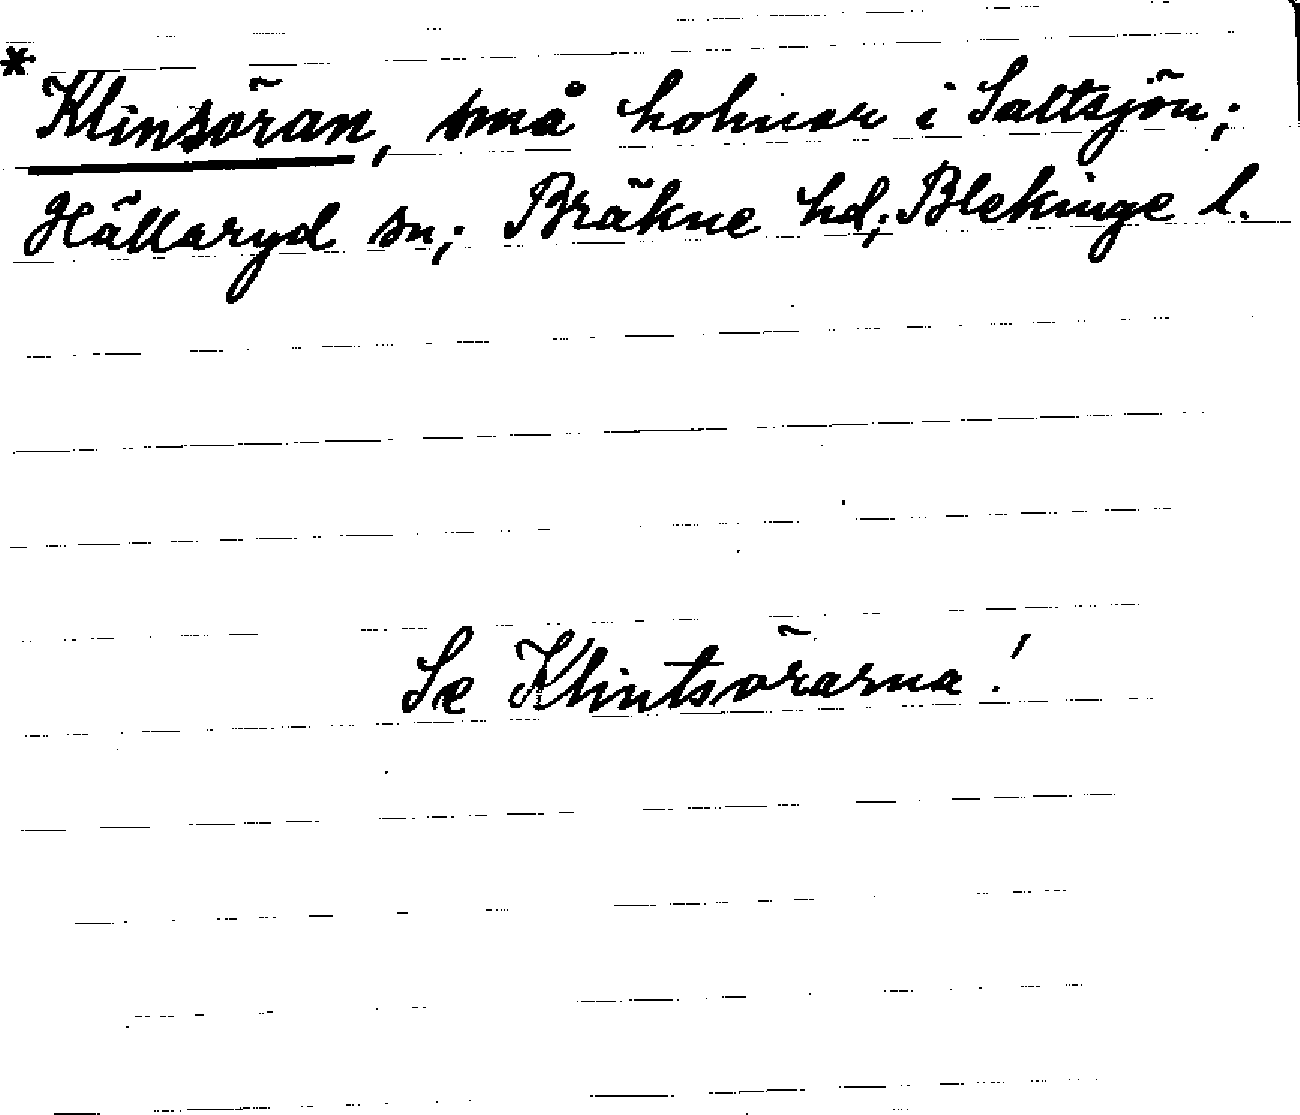 * Klinsöran, små holmar i Saltsjön;
Hällaryd sn; Bräkne hd; Blekinge l.
Se Klintsörarna!